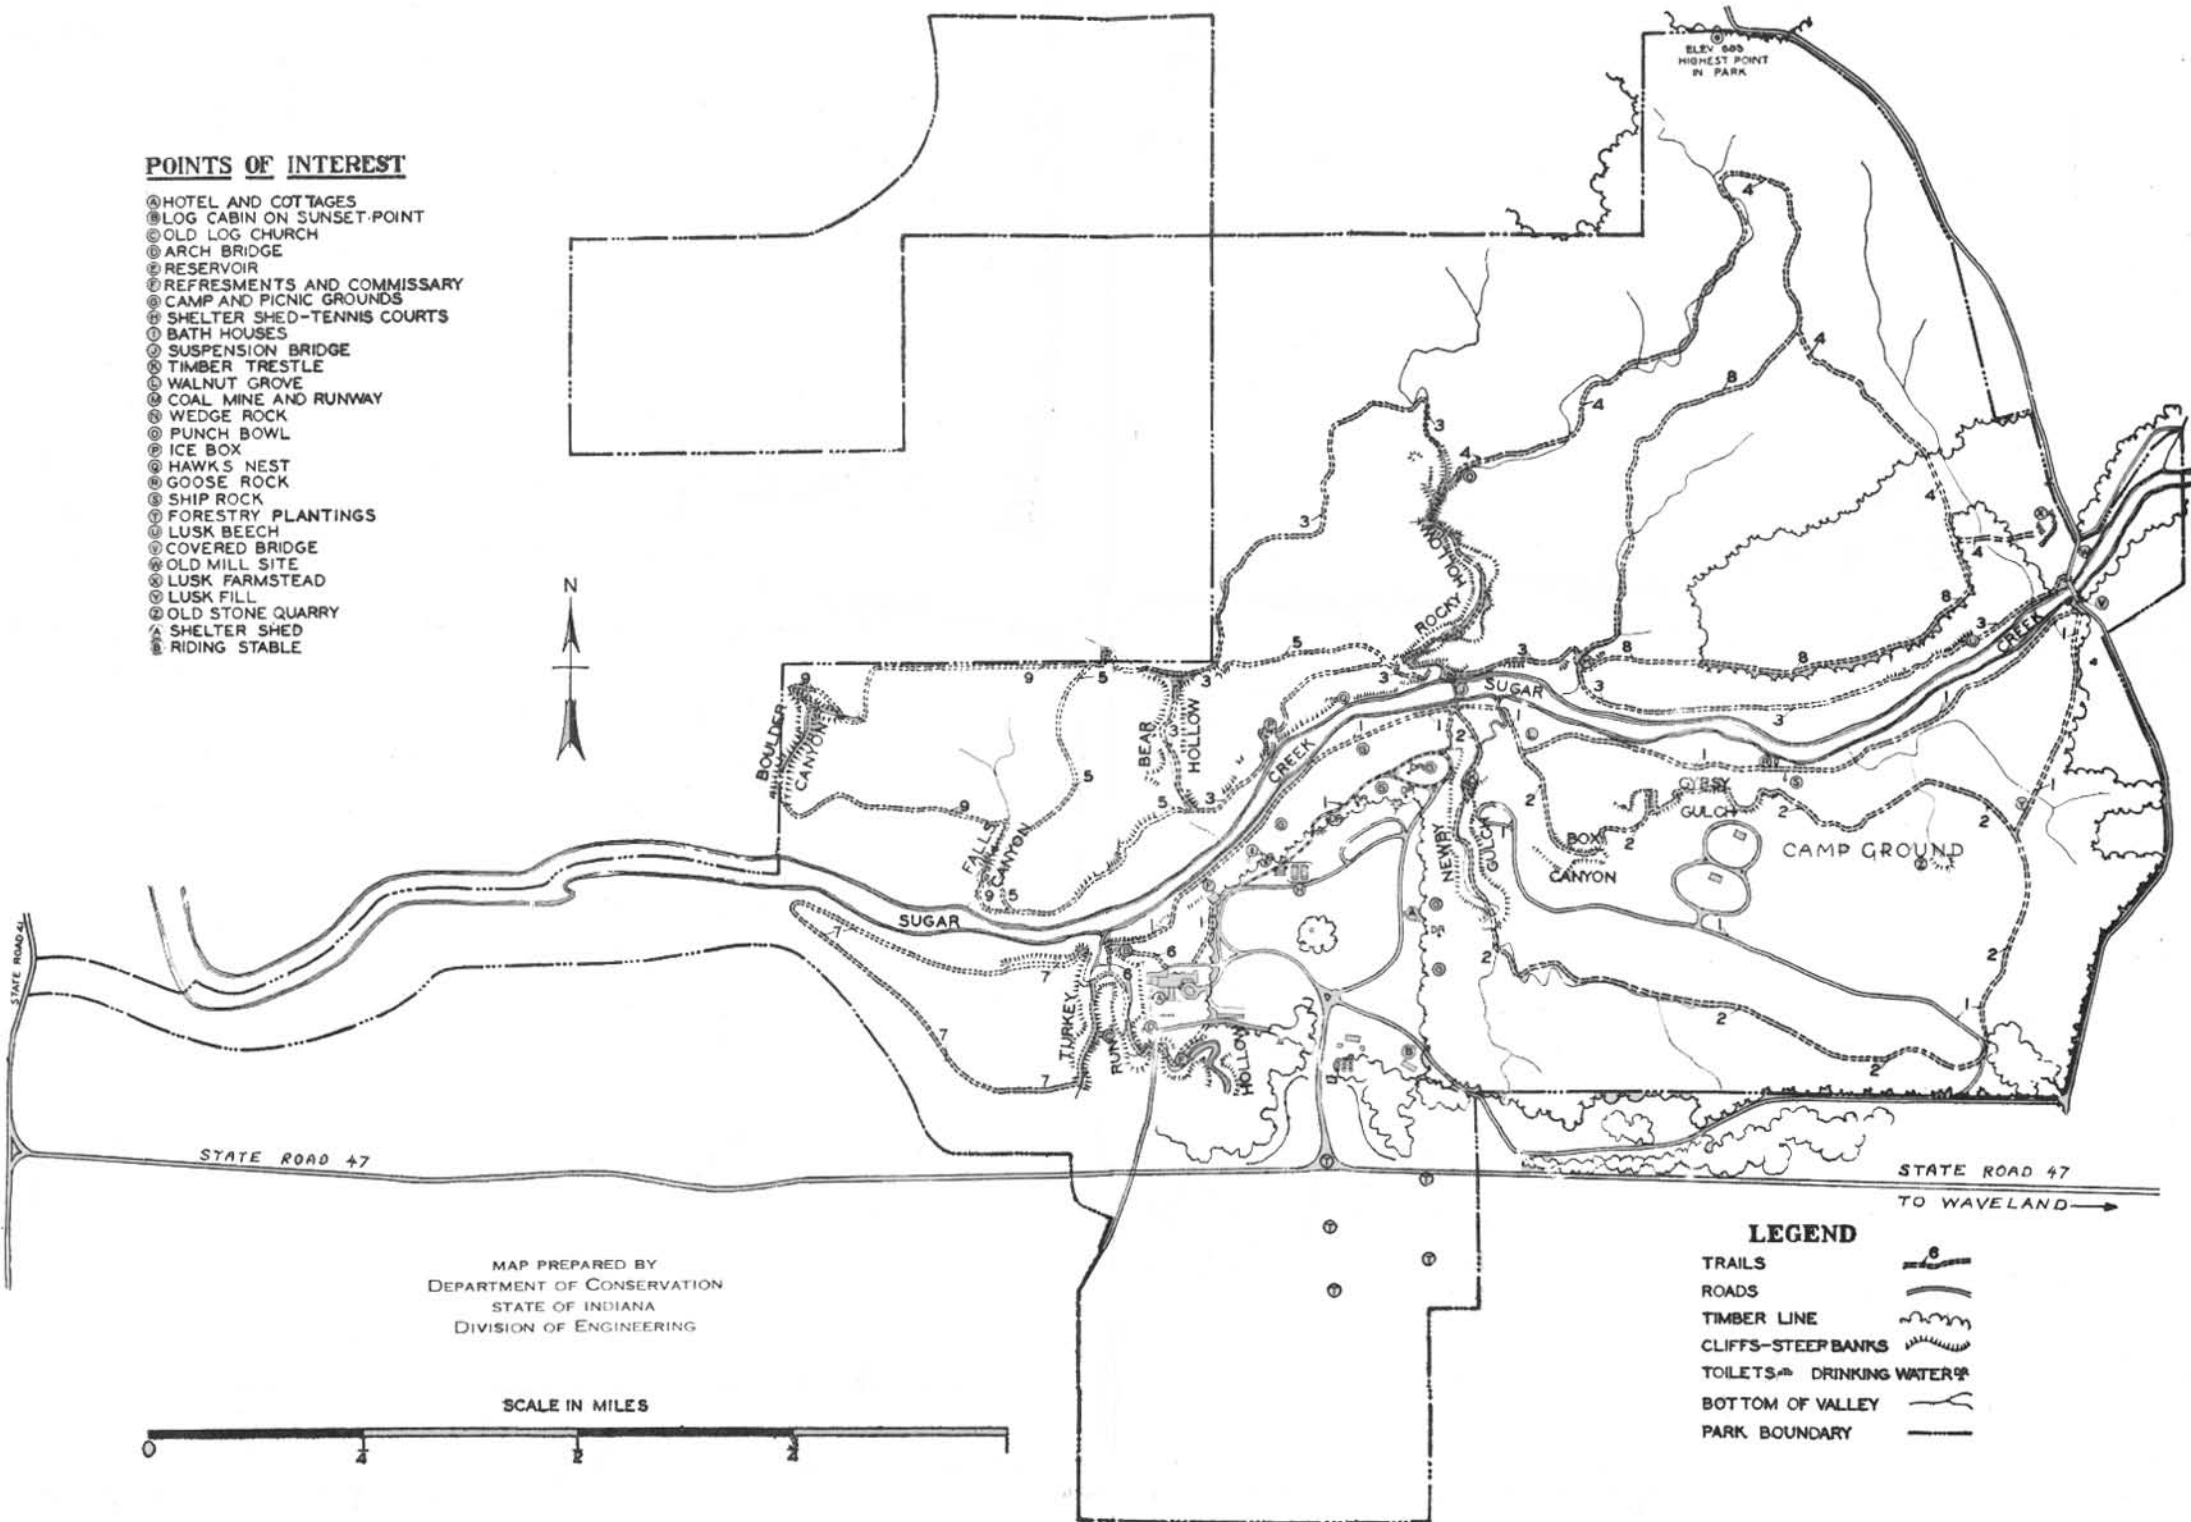 ELEV 885
HIGHEST POINT
IN PARK
POINTS OF INTEREST
Ⓐ HOTEL AND COTTAGES
Ⓑ LOG CABIN ON SUNSET POINT
Ⓒ OLD LOG CHURCH
Ⓓ ARCH BRIDGE
Ⓔ RESERVOIR
Ⓕ REFRESMENTS AND COMMISSARY
Ⓖ CAMP AND PICNIC GROUNDS
Ⓗ SHELTER SHED-TENNIS COURTS
Ⓘ BATH HOUSES
Ⓙ SUSPENSION BRIDGE
Ⓚ TIMBER TRESTLE
Ⓛ WALNUT GROVE
Ⓜ COAL MINE AND RUNWAY
Ⓝ WEDGE ROCK
Ⓞ PUNCH BOWL
Ⓟ ICE BOX
Ⓠ HAWKS NEST
Ⓡ GOOSE ROCK
Ⓢ SHIP ROCK
Ⓣ FORESTRY PLANTINGS
Ⓤ LUSK BEECH
Ⓥ COVERED BRIDGE
Ⓦ OLD MILL SITE
Ⓧ LUSK FARMSTEAD
Ⓨ LUSK FILL
Ⓩ OLD STONE QUARRY
A SHELTER SHED
B RIDING STABLE
N
ROCKY HOLLOW
BOULDER
CANYON
BEAR
HOLLOW
FALLS
CANYON
SUGAR
CREEK
SUGAR
CREEK
GYPSY
GULCH
BOX
CANYON
NEWBY
GULCH
CAMP GROUND
TURKEY
RUN
HOLLOW
STATE ROAD 41
STATE ROAD 47
STATE ROAD 47
TO WAVELAND
MAP PREPARED BY
DEPARTMENT OF CONSERVATION
STATE OF INDIANA
DIVISION OF ENGINEERING
SCALE IN MILES
0
LEGEND
TRAILS 6
ROADS
TIMBER LINE
CLIFFS-STEEP BANKS
TOILETS DRINKING WATER
BOTTOM OF VALLEY
PARK BOUNDARY